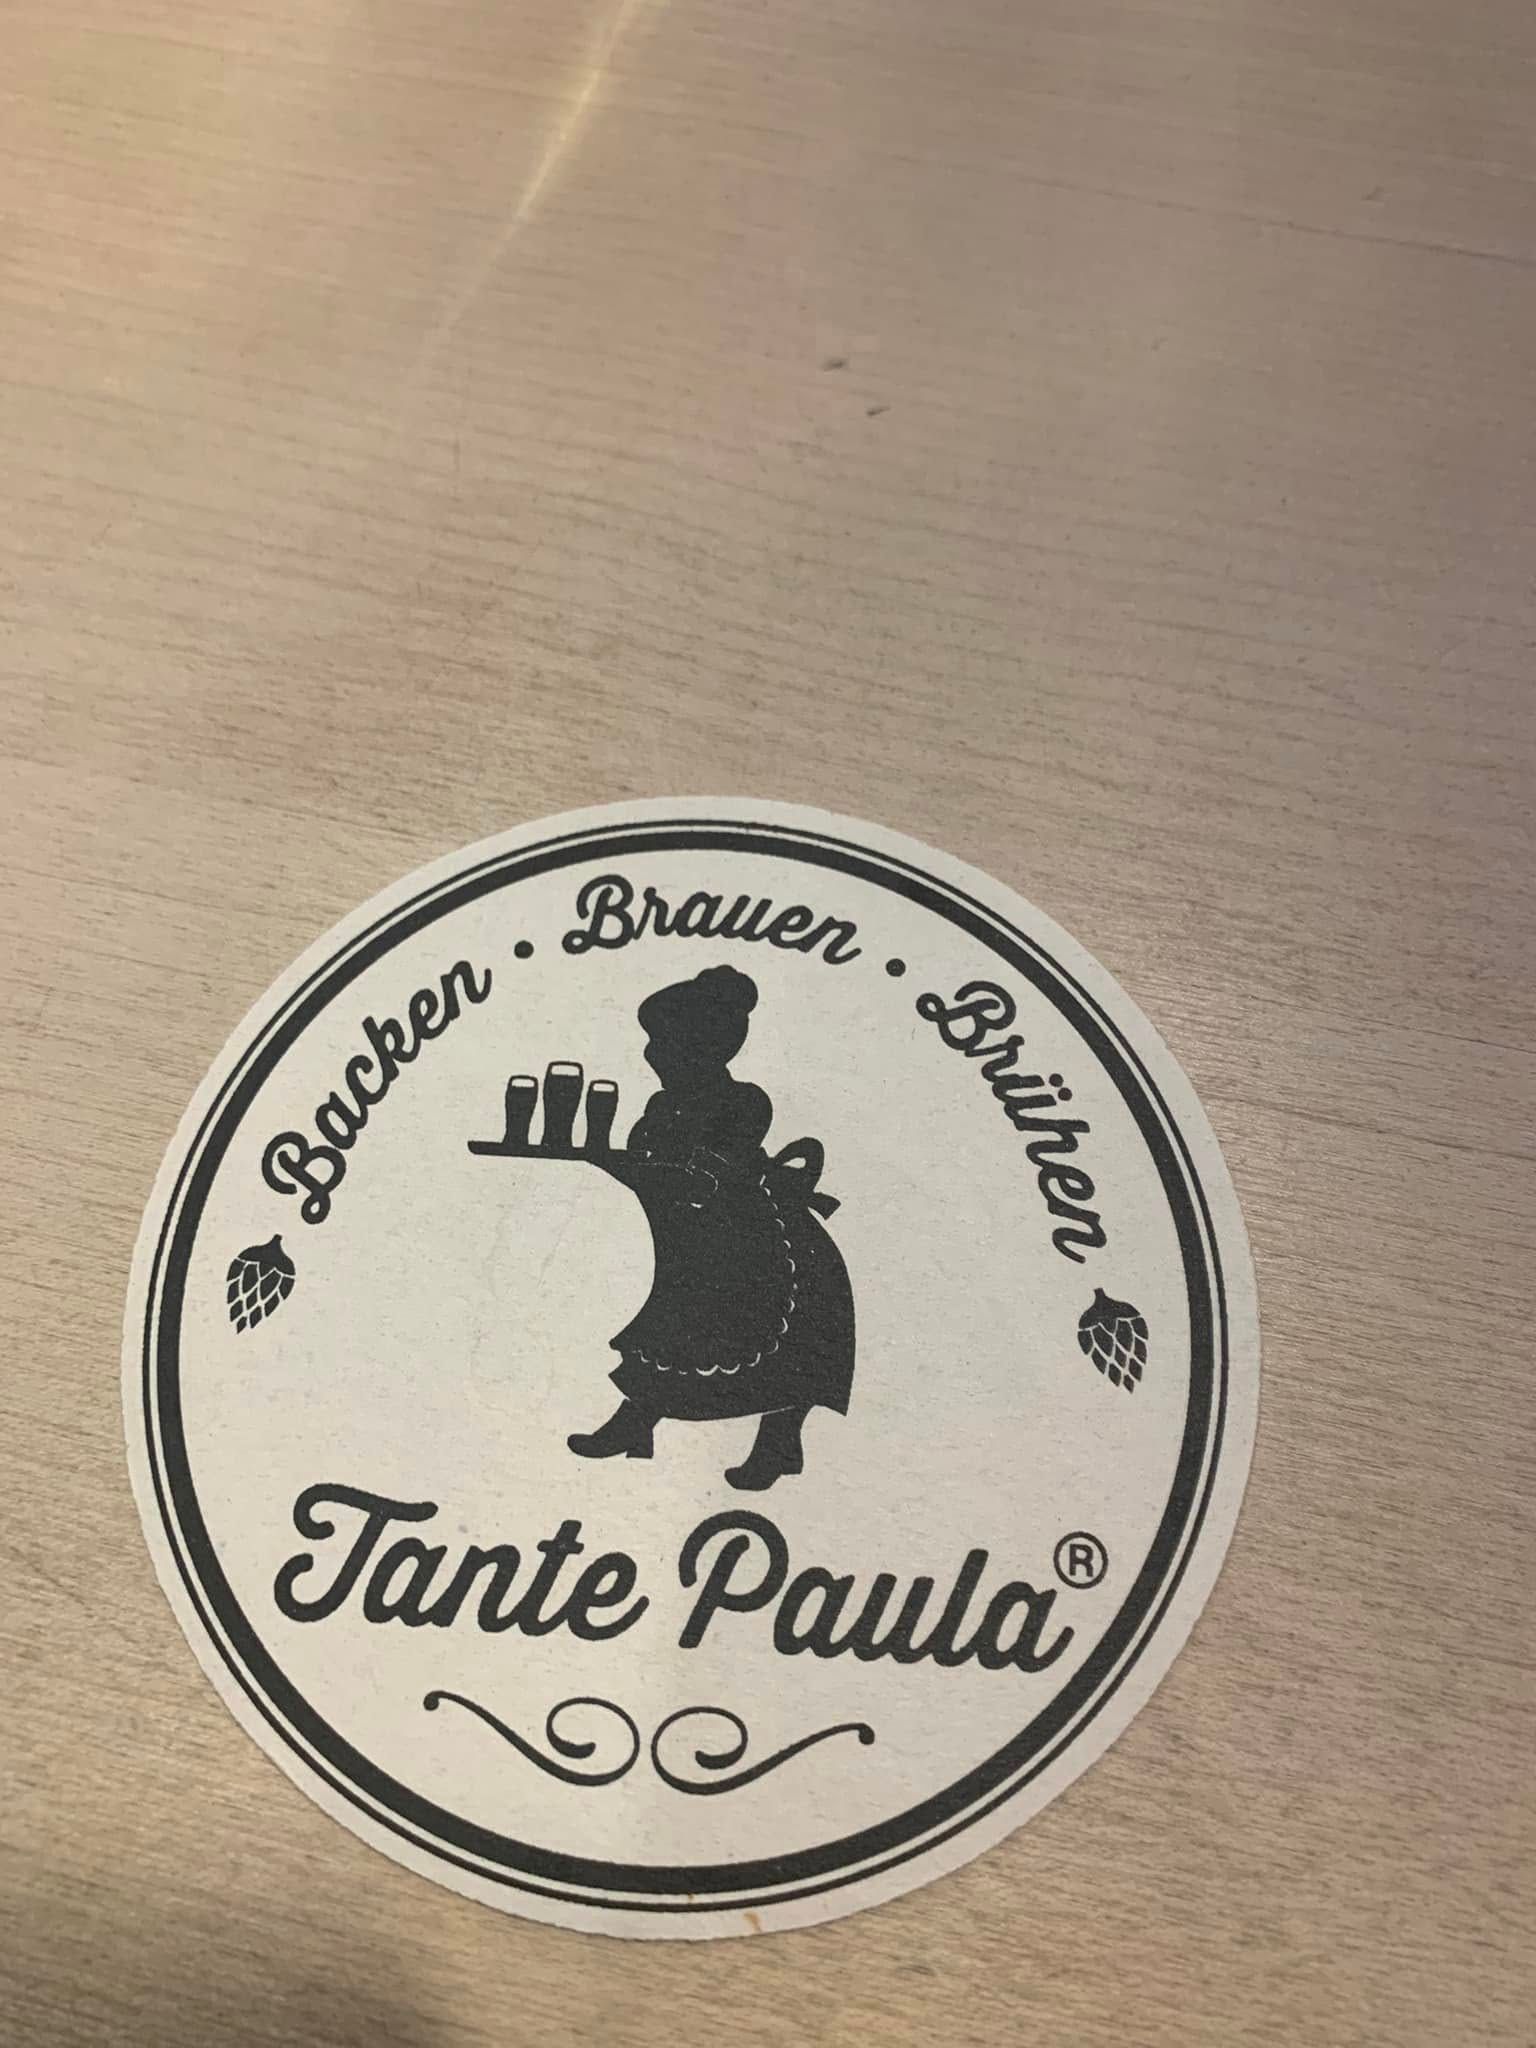 Backen • Brauen • Brühen
Tante Paula®